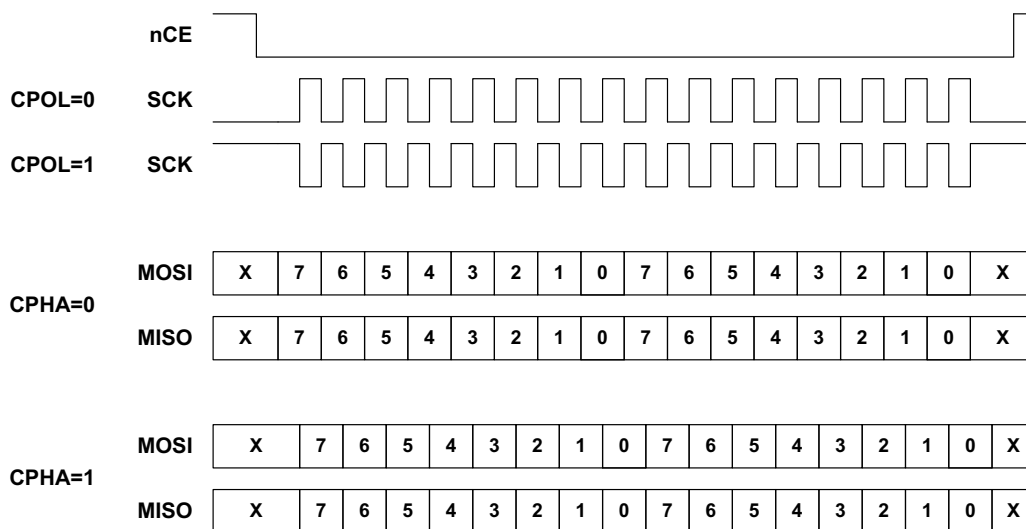 nCE
CPOL=0 SCK
CPOL=1 SCK
MOSI X 7 6 5 4 3 2 1 0 7 6 5 4 3 2 1 0 X
CPHA=0
MISO X 7 6 5 4 3 2 1 0 7 6 5 4 3 2 1 0 X
MOSI X 7 6 5 4 3 2 1 0 7 6 5 4 3 2 1 0 X
CPHA=1
MISO X 7 6 5 4 3 2 1 0 7 6 5 4 3 2 1 0 X